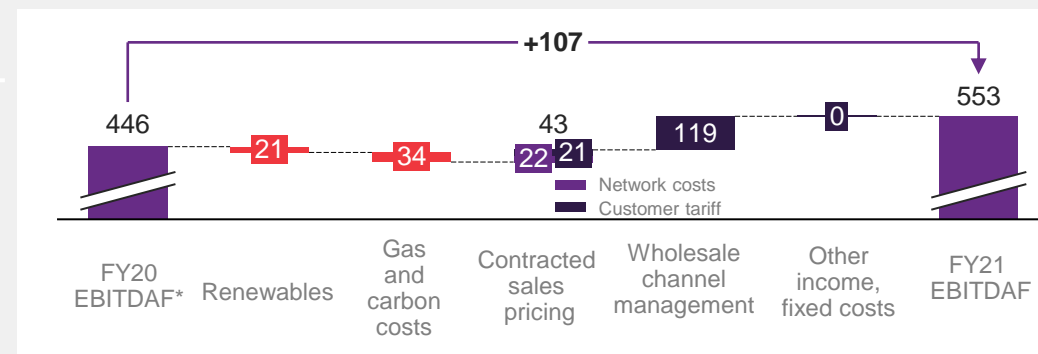 +107
446
21
34
43
22
21
119
0
553
Network costs
Customer tariff
FY20
EBITDAF*
Renewables
Gas
and
carbon
costs
Contracted
sales
pricing
Wholesale
channel
management
Other
income,
fixed costs
FY21
EBITDAF